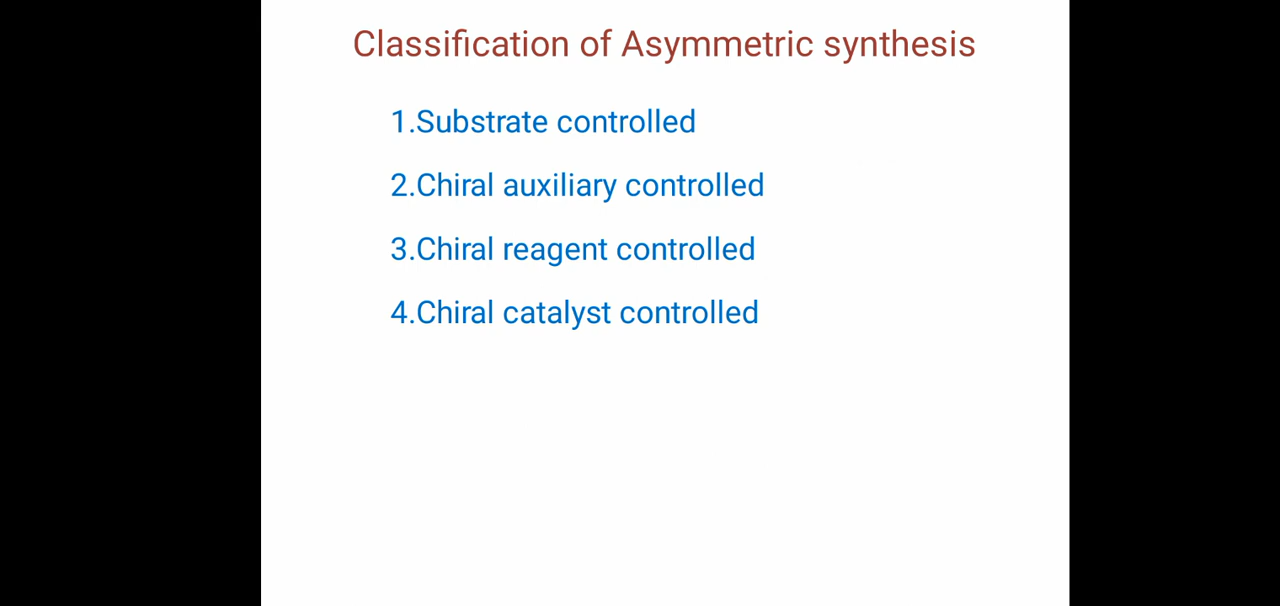 Classification of Asymmetric synthesis
1.Substrate controlled
2.Chiral auxiliary controlled
3.Chiral reagent controlled
4.Chiral catalyst controlled